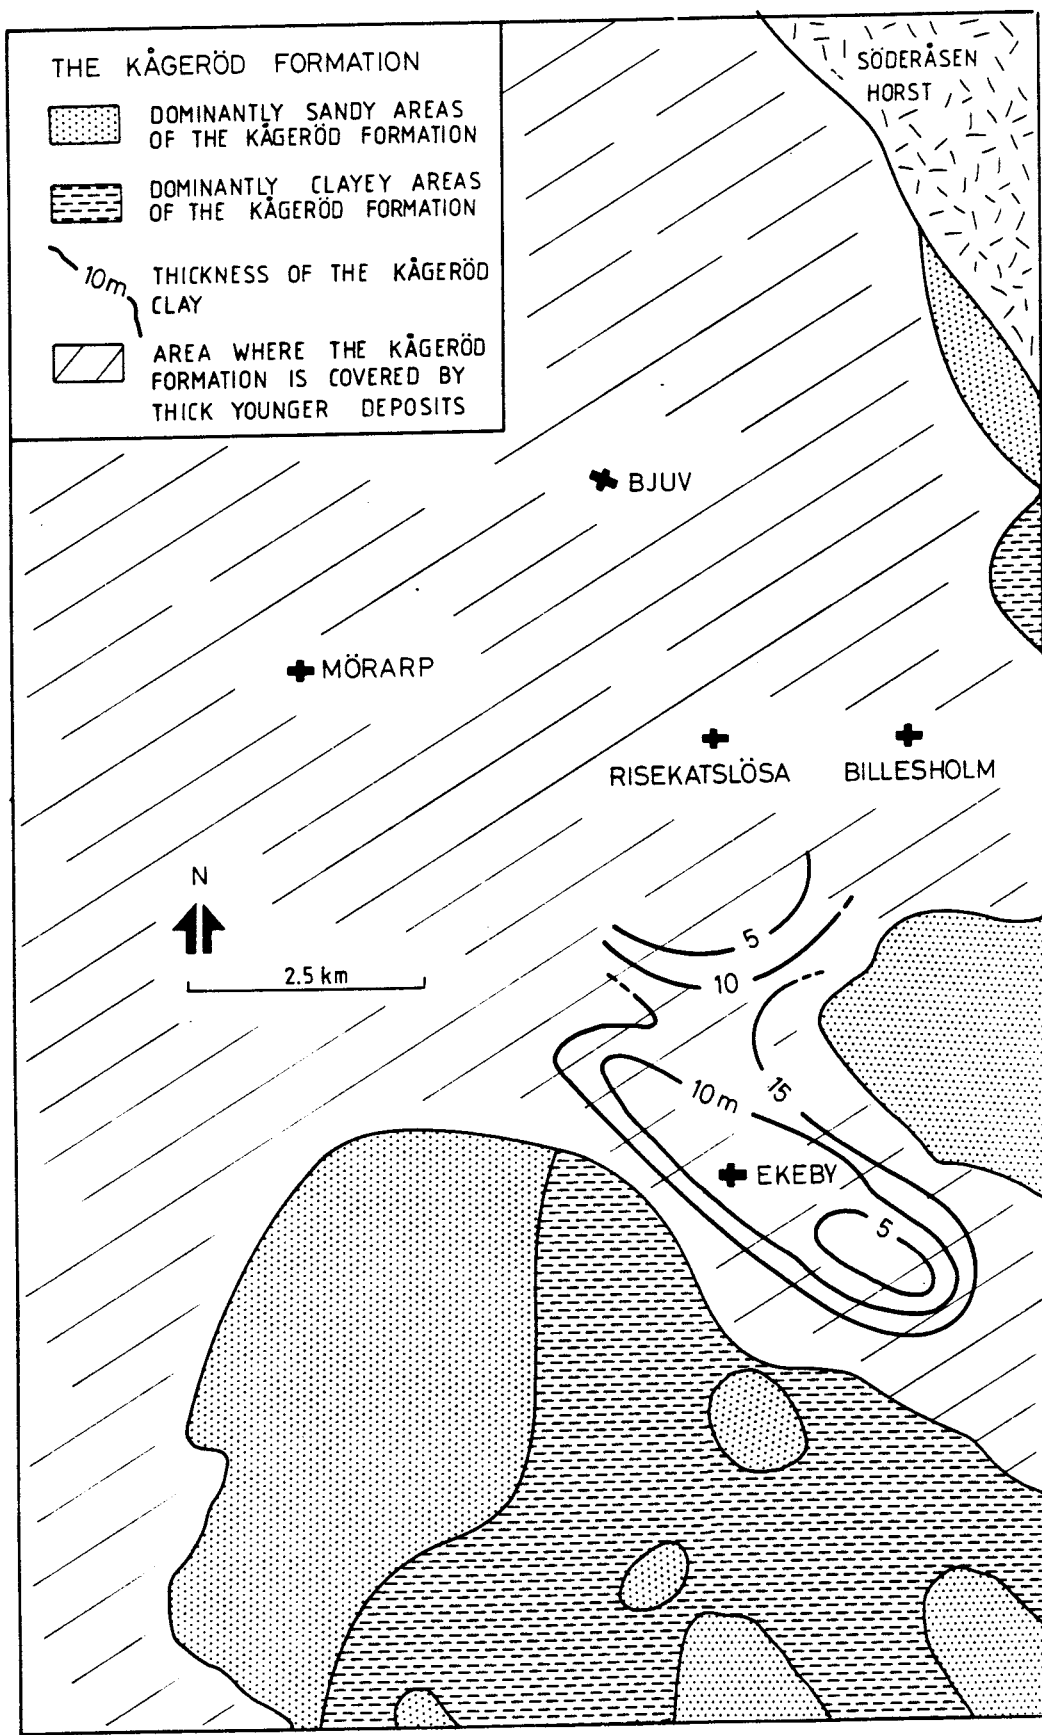 THE KÅGERÖD FORMATION
DOMINANTLY SANDY AREAS
OF THE KÅGERÖD FORMATION
DOMINANTLY CLAYEY AREAS
OF THE KÅGERÖD FORMATION
10m
THICKNESS OF THE KÅGERÖD
CLAY
AREA WHERE THE KÅGERÖD
FORMATION IS COVERED BY
THICK YOUNGER DEPOSITS
SÖDERÅSEN
HORST
BJUV
MÖRARP
RISEKATSLÖSA
BILLESHOLM
N
2.5 km
5
10
15
10m
EKEBY
5